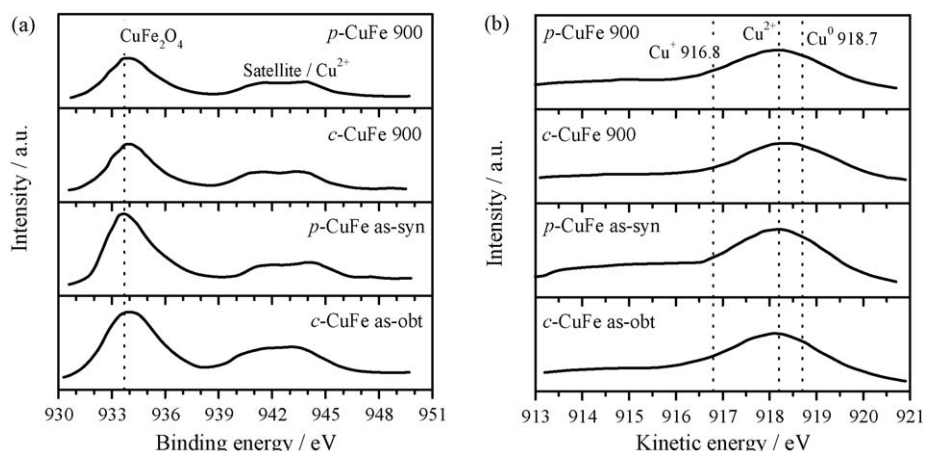 (a)
CuFe₂O₄
p-CuFe 900
Satellite / Cu²⁺
c-CuFe 900
p-CuFe as-syn
c-CuFe as-obt
Intensity / a.u.
930 933 936 939 942 945 948 951
Binding energy / eV
(b)
p-CuFe 900
Cu²⁺
Cu⁺ 916.8
Cu⁰ 918.7
c-CuFe 900
p-CuFe as-syn
c-CuFe as-obt
Intensity / a.u.
913 914 915 916 917 918 919 920 921
Kinetic energy / eV